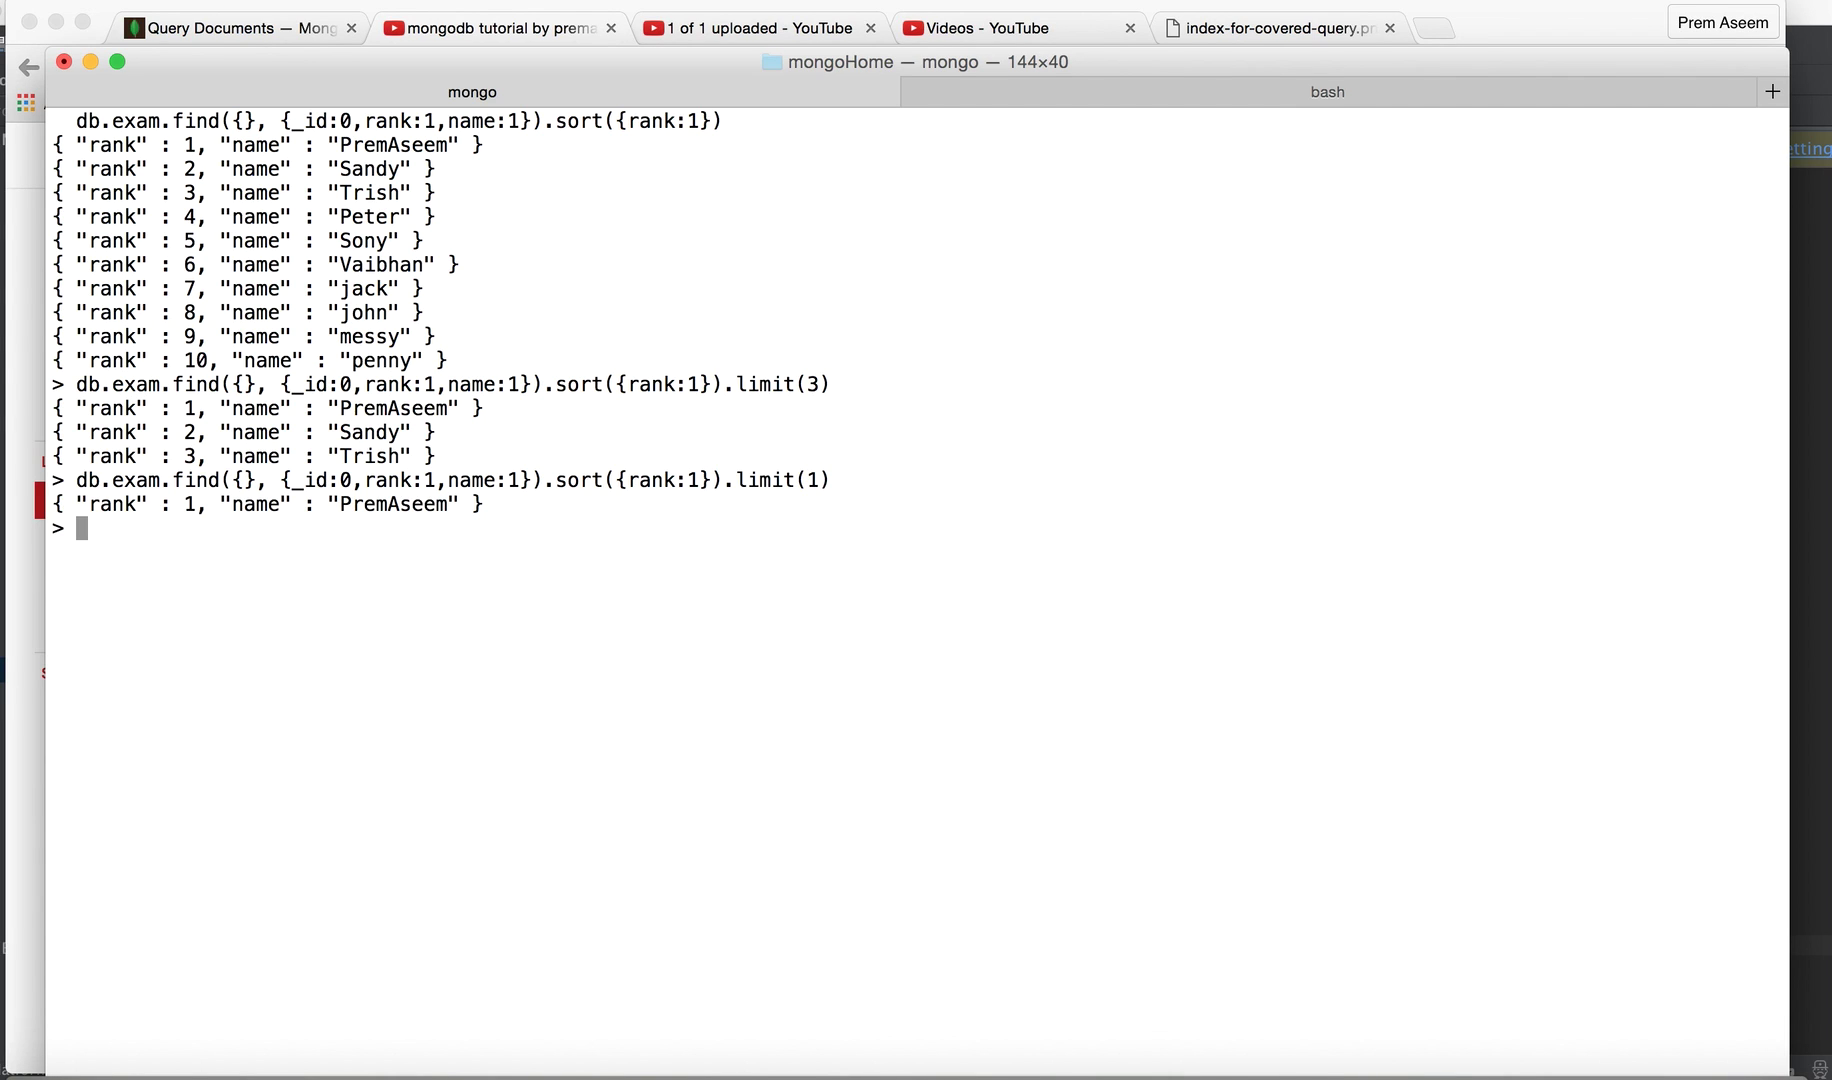 Query Documents — Mong
mongodb tutorial by prema
1 of 1 uploaded - YouTube
Videos - YouTube
index-for-covered-query.pn
Prem Aseem
mongoHome — mongo — 144×40
mongo
bash
db.exam.find({}, {_id:0,rank:1,name:1}).sort({rank:1})
{ "rank" : 1, "name" : "PremAseem" }
{ "rank" : 2, "name" : "Sandy" }
{ "rank" : 3, "name" : "Trish" }
{ "rank" : 4, "name" : "Peter" }
{ "rank" : 5, "name" : "Sony" }
{ "rank" : 6, "name" : "Vaibhan" }
{ "rank" : 7, "name" : "jack" }
{ "rank" : 8, "name" : "john" }
{ "rank" : 9, "name" : "messy" }
{ "rank" : 10, "name" : "penny" }
> db.exam.find({}, {_id:0,rank:1,name:1}).sort({rank:1}).limit(3)
{ "rank" : 1, "name" : "PremAseem" }
{ "rank" : 2, "name" : "Sandy" }
{ "rank" : 3, "name" : "Trish" }
> db.exam.find({}, {_id:0,rank:1,name:1}).sort({rank:1}).limit(1)
{ "rank" : 1, "name" : "PremAseem" }
>
etting